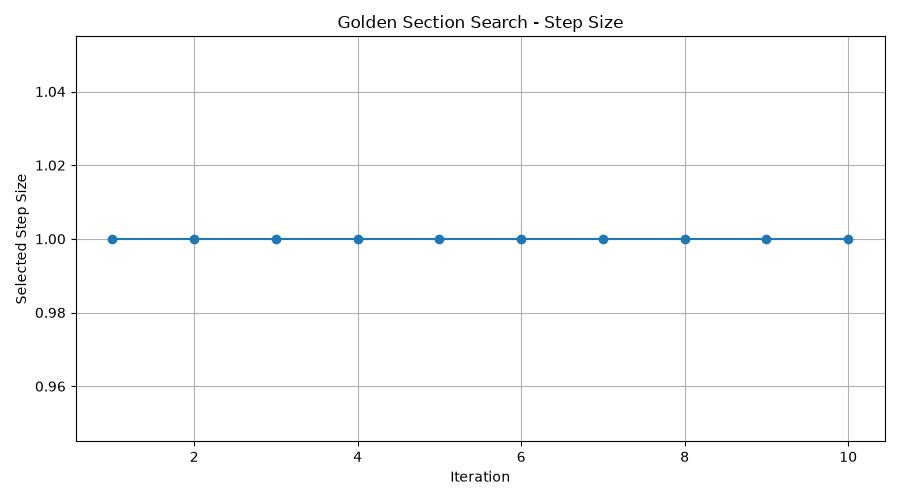 Golden Section Search - Step Size
1.04
1.02
1.00
0.98
0.96
Selected Step Size
2 4 6 8 10
Iteration